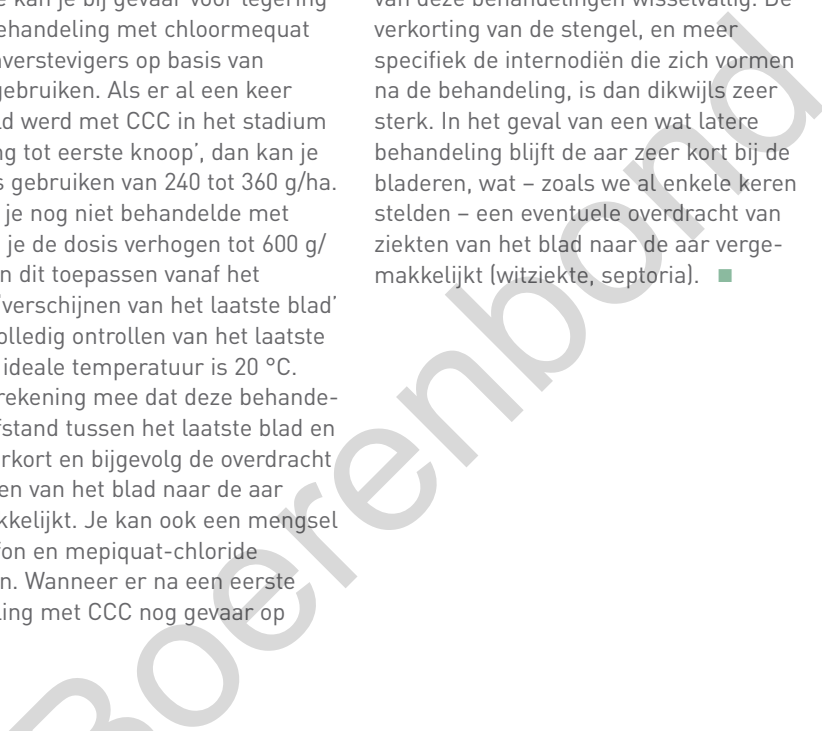 kan je bij gevaar voor legering
ehandeling met chloormequat
verstevigers op basis van
gebruiken. Als er al een keer
ld werd met CCC in het stadium
ng tot eerste knoop’, dan kan je
s gebruiken van 240 tot 360 g/ha.
je nog niet behandelde met
je de dosis verhogen tot 600 g/
n dit toepassen vanaf het
‘verschijnen van het laatste blad’
olledig ontrollen van het laatste
ideale temperatuur is 20 °C.
rekening mee dat deze behande-
fstand tussen het laatste blad en
rkort en bijgevolg de overdracht
en van het blad naar de aar
kkelijkt. Je kan ook een mengsel
fon en mepiquat-chloride
n. Wanneer er na een eerste
ling met CCC nog gevaar op
van deze behandelingen wisselvallig. De
verkorting van de stengel, en meer
specifiek de internodiën die zich vormen
na de behandeling, is dan dikwijls zeer
sterk. In het geval van een wat latere
behandeling blijft de aar zeer kort bij de
bladeren, wat – zoals we al enkele keren
stelden – een eventuele overdracht van
ziekten van het blad naar de aar verge-
makkelijkt (witziekte, septoria). ■
Boerenbond